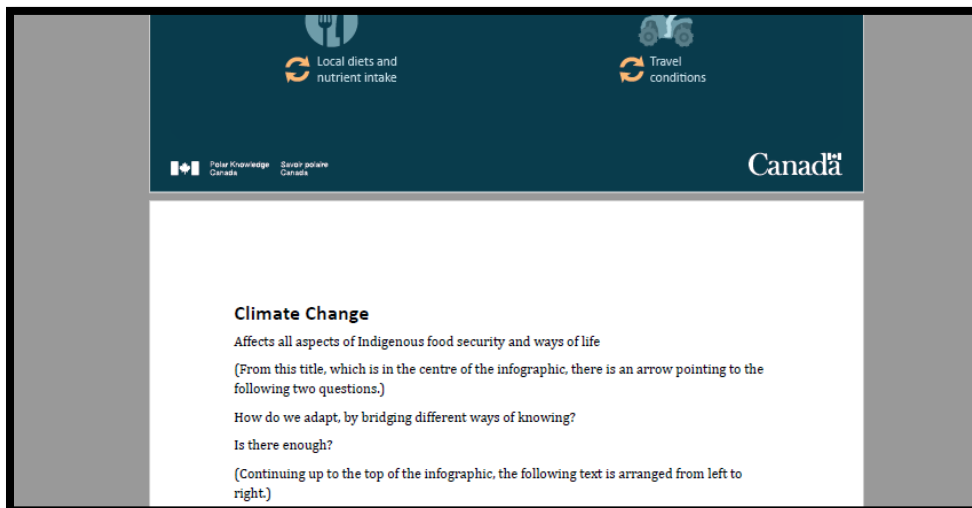 Local diets and
nutrient intake
Travel
conditions
Polar Knowledge
Canada
Savoir polaire
Canada
Canada
Climate Change
Affects all aspects of Indigenous food security and ways of life
(From this title, which is in the centre of the infographic, there is an arrow pointing to the
following two questions.)
How do we adapt, by bridging different ways of knowing?
Is there enough?
(Continuing up to the top of the infographic, the following text is arranged from left to
right.)